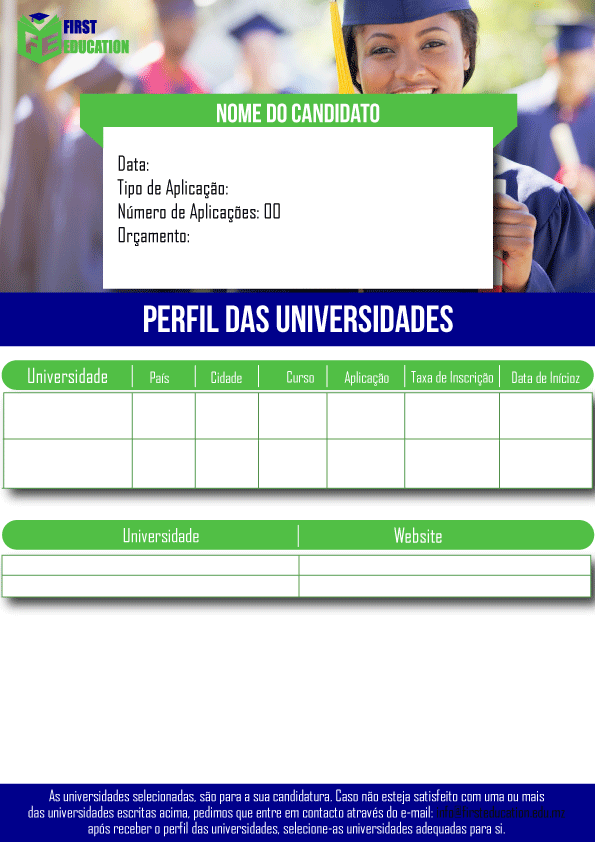 FIRST
EDUCATION
NOME DO CANDIDATO
Data:
Tipo de Aplicação:
Número de Aplicações: 00
Orçamento:
PERFIL DAS UNIVERSIDADES
Universidade País Cidade Curso Aplicação Taxa de Inscrição Data de Inícioz
Universidade Website
As universidades selecionadas, são para a sua candidatura. Caso não esteja satisfeito com uma ou mais
das universidades escritas acima, pedimos que entre em contacto através do e-mail:
após receber o perfil das universidades, selecione-as universidades adequadas para si.